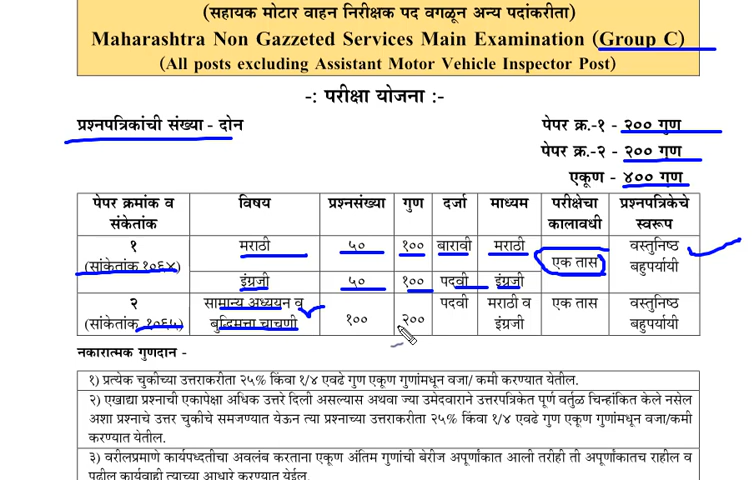 (सहायक मोटार वाहन निरीक्षक पद वगळून अन्य पदांकरीता)
Maharashtra Non Gazzeted Services Main Examination (Group C)
(All posts excluding Assistant Motor Vehicle Inspector Post)
-: परीक्षा योजना :-
प्रश्नपत्रिकांची संख्या - दोन
पेपर क्र.-१ - २०० गुण
पेपर क्र.-२ - २०० गुण
एकूण - ४०० गुण
पेपर क्रमांक व संकेतांक विषय प्रश्नसंख्या गुण दर्जा माध्यम परीक्षेचा कालावधी प्रश्नपत्रिकेचे स्वरूप
१ (सांकेतांक १०६४) मराठी ५० १०० बारावी मराठी एक तास वस्तुनिष्ठ बहुपर्यायी
इंग्रजी ५० १०० पदवी इंग्रजी
२ (सांकेतांक १०६५) सामान्य अध्ययन व बुद्धिमत्ता चाचणी १०० २०० पदवी मराठी व इंग्रजी एक तास वस्तुनिष्ठ बहुपर्यायी
नकारात्मक गुणदान -
१) प्रत्येक चुकीच्या उत्तराकरीता २५% किंवा १/४ एवढे गुण एकूण गुणांमधून वजा/ कमी करण्यात येतील.
२) एखाद्या प्रश्नाची एकापेक्षा अधिक उत्तरे दिली असल्यास अथवा ज्या उमेदवाराने उत्तरपत्रिकेत पूर्ण वर्तुळ चिन्हांकित केले नसेल
अशा प्रश्नाचे उत्तर चुकीचे समजण्यात येऊन त्या प्रश्नाच्या उत्तराकरीता २५% किंवा १/४ एवढे गुण एकूण गुणांमधून वजा/कमी
करण्यात येतील.
३) वरीलप्रमाणे कार्यपध्दतीचा अवलंब करताना एकूण अंतिम गुणांची बेरीज अपूर्णांकात आली तरीही ती अपूर्णांकातच राहील व
पुढील कार्यवाही त्याच्या आधारे करण्यात येईल.